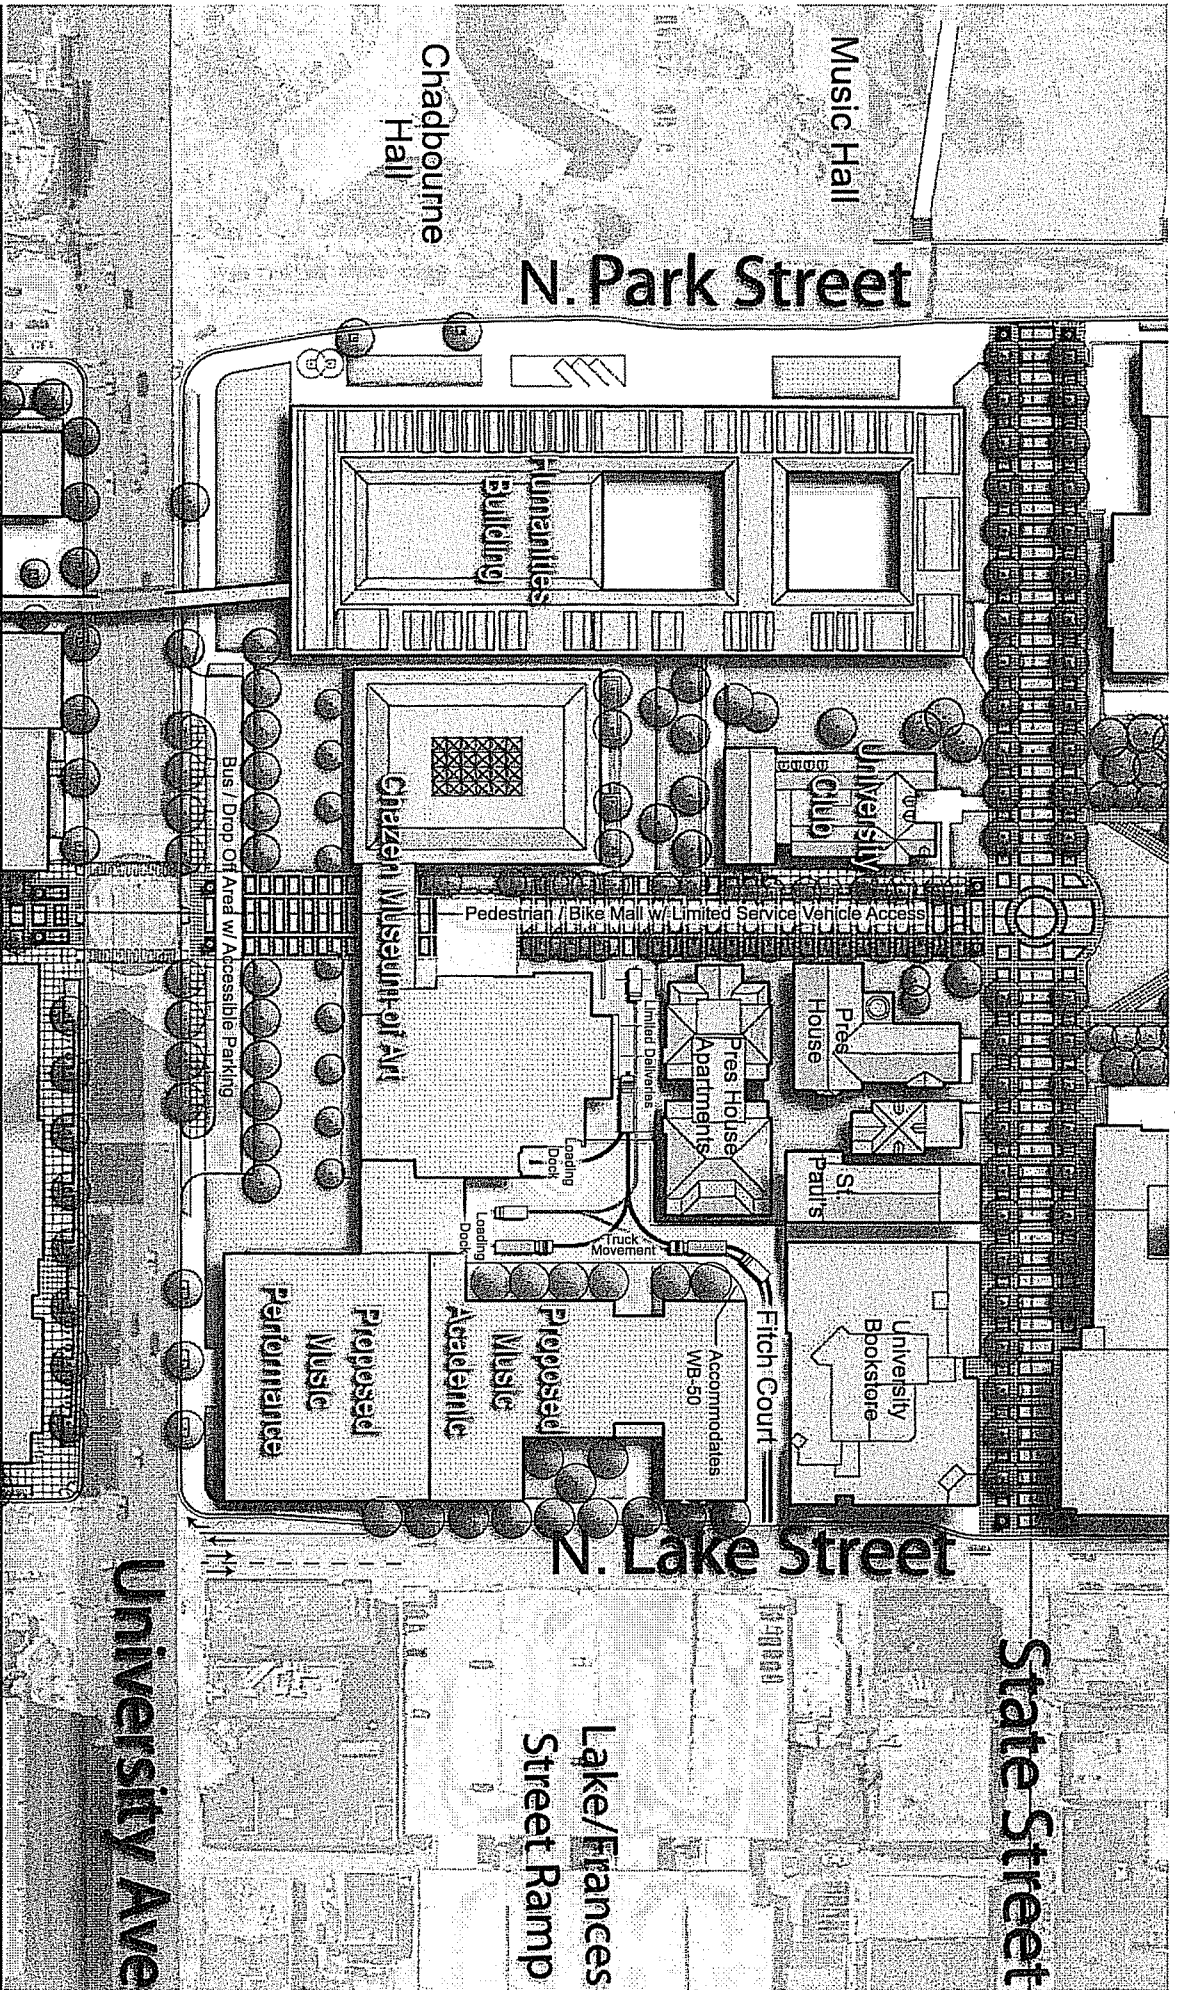 Music Hall
Chadbourne
Hall
N. Park Street
Humanities
Building
University
Club
Chazen Museum of Art
Bus / Drop Off Area w/ Accessible Parking
Pedestrian / Bike Mall w/ Limited Service Vehicle Access
Pres
House
Pres House
Apartments
Limited Deliveries
Loading
Dock
Loading
Dock
Truck
Movement
St.
Paul's
University
Bookstore
Fitch Court
Accommodates
WB-50
Proposed
Music
Academic
Proposed
Music
Performance
N. Lake Street
State Street
Lake/Frances
Street Ramp
University Ave